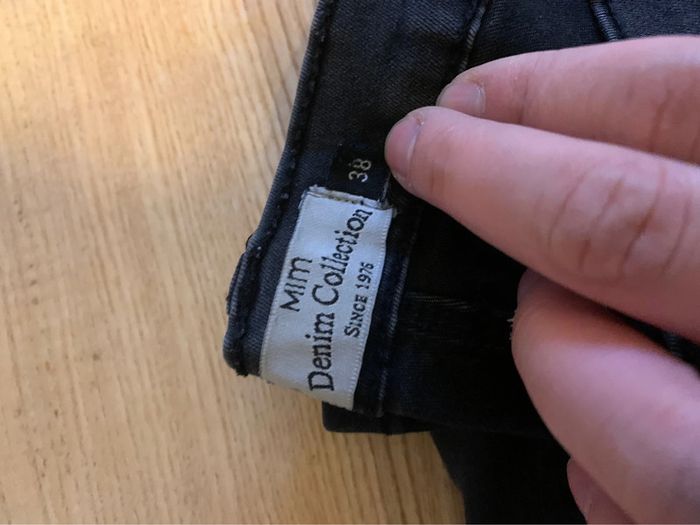 38
MIM
Denim Collection
SINCE 1976